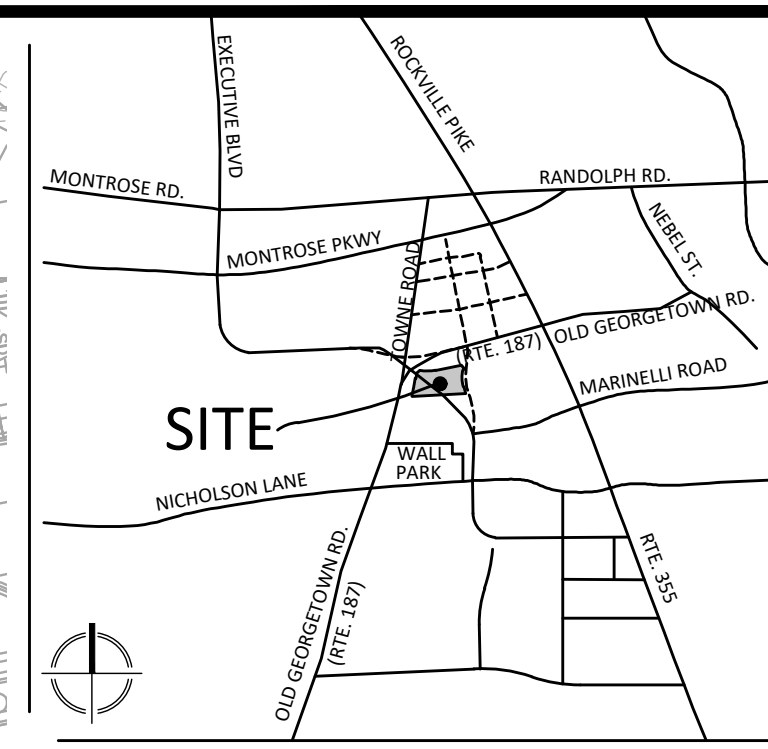 EXECUTIVE BLVD
ROCKVILLE PIKE
MONTROSE RD.
RANDOLPH RD.
NEBEL ST.
MONTROSE PKWY
TOWNE ROAD
OLD GEORGETOWN RD.
(RTE. 187)
MARINELLI ROAD
SITE
WALL
PARK
NICHOLSON LANE
RTE. 355
OLD GEORGETOWN RD.
(RTE. 187)